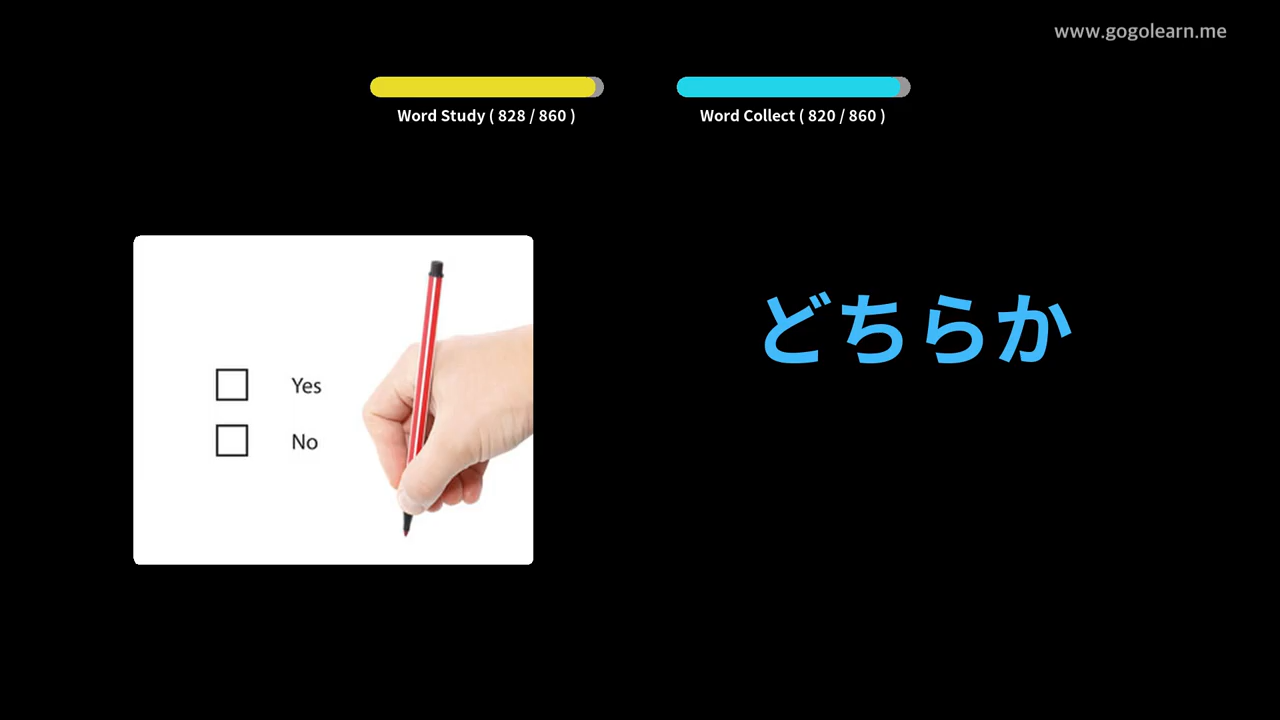 www.gogolearn.me
Word Study ( 828 / 860 )
Word Collect ( 820 / 860 )
Yes
No
どちらか